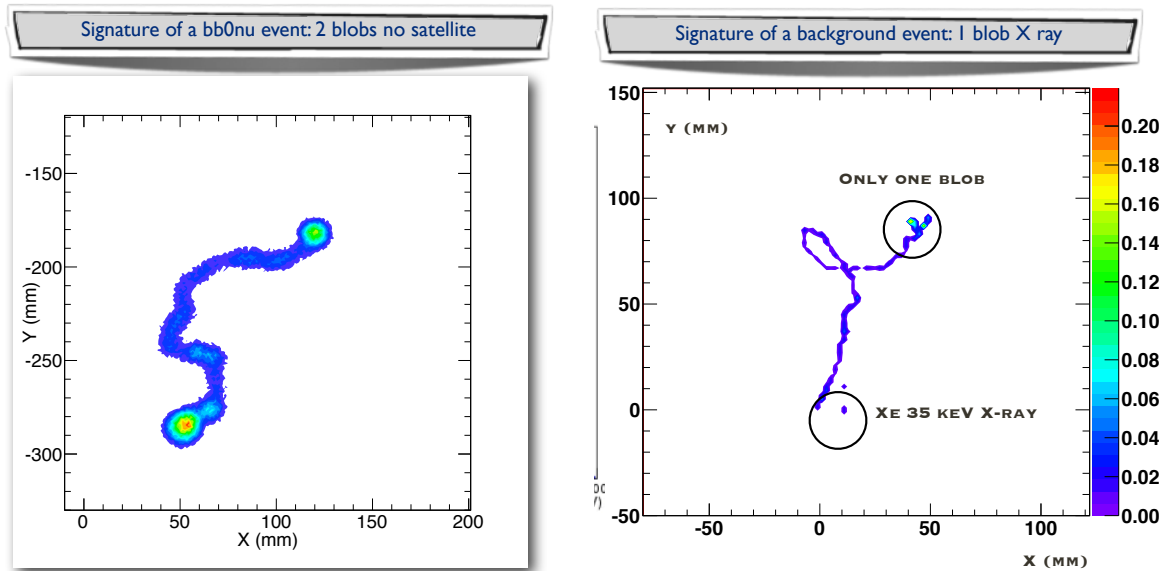 Signature of a bb0nu event: 2 blobs no satellite
-150
-200
-250
-300
Y (mm)
0 50 100 150 200
X (mm)
Signature of a background event: 1 blob X ray
150
100
50
0
-50
Y (MM)
ONLY ONE BLOB
XE 35 KEV X-RAY
-50 0 50 100
X (MM)
0.20
0.18
0.16
0.14
0.12
0.10
0.08
0.06
0.04
0.02
0.00